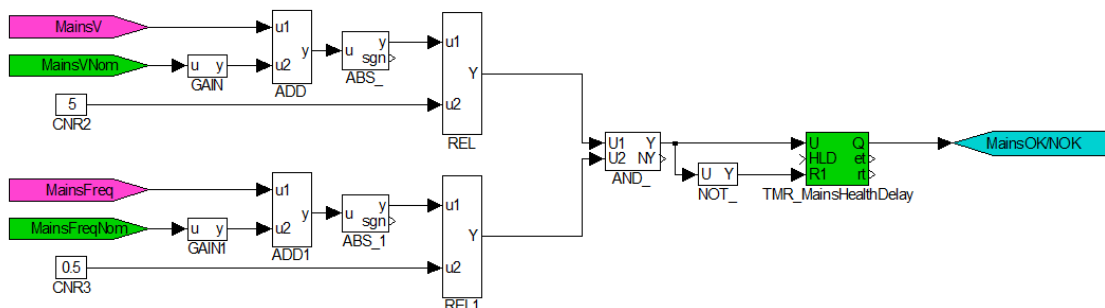 MainsV
MainsVNom
u y
GAIN
u1
u2
y
ADD
u y
sgn
ABS_
5
CNR2
u1
u2
Y
REL
MainsFreq
MainsFreqNom
u y
GAIN1
u1
u2
y
ADD1
u y
sgn
ABS_1
0.5
CNR3
u1
u2
Y
REL1
U1 Y
U2 NY
AND_
U Y
NOT_
U Q
HLD et
R1 rt
TMR_MainsHealthDelay
MainsOK/NOK